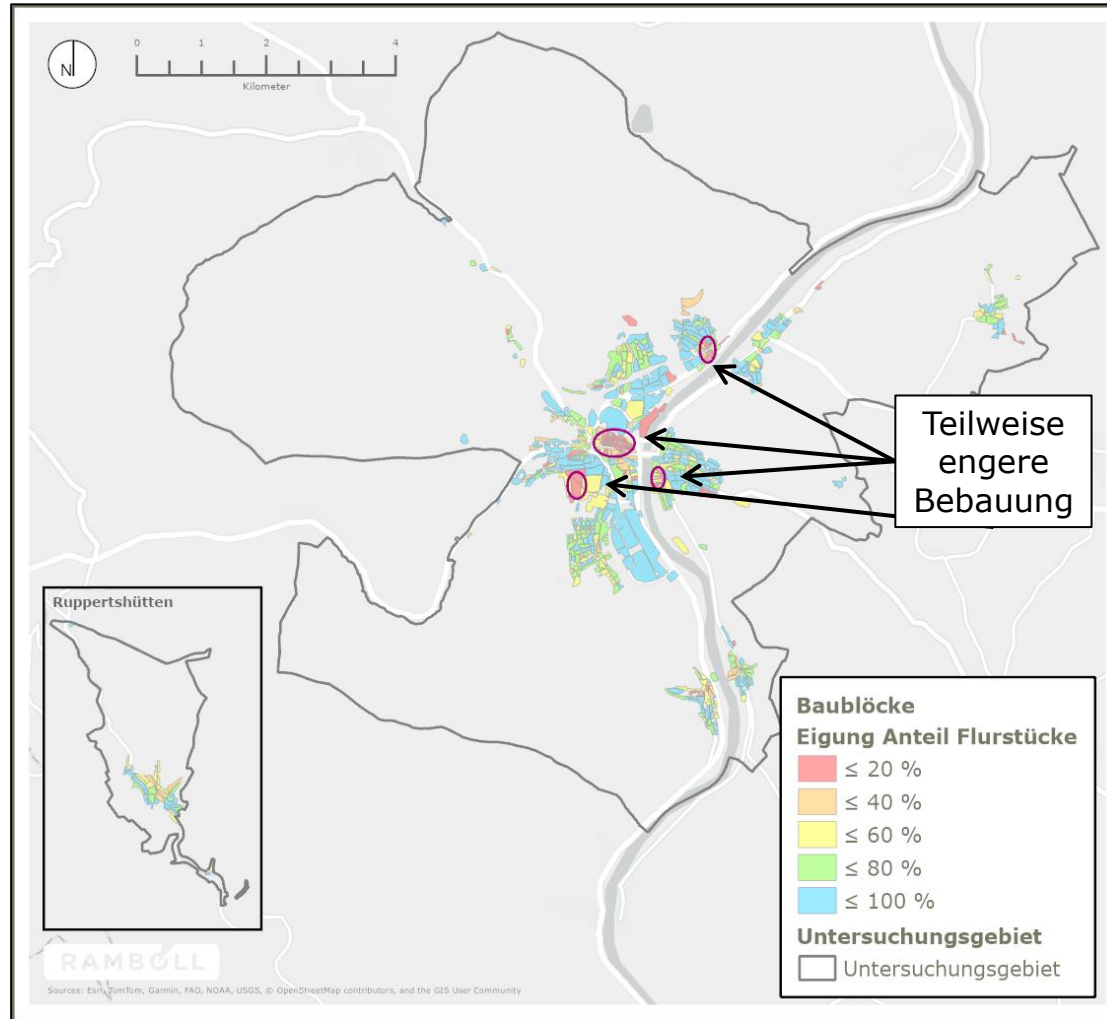 0 1 2 4
Kilometer
N
Teilweise
engere
Bebauung
Ruppertshütten
Baublöcke
Eigung Anteil Flurstücke
≤ 20 %
≤ 40 %
≤ 60 %
≤ 80 %
≤ 100 %
Untersuchungsgebiet
Untersuchungsgebiet
RAMBOLL
Sources: Esri, TomTom, Garmin, FAO, NOAA, USGS, © OpenStreetMap contributors, and the GIS User Community